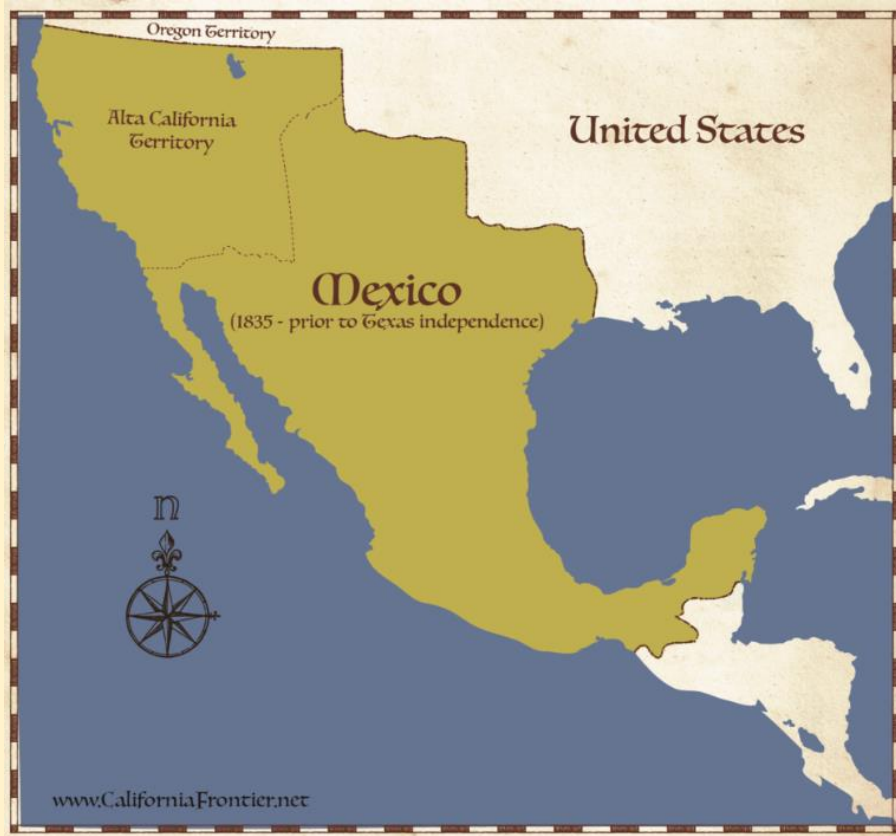 Oregon Territory
Alta California
Territory
United States
Mexico
(1835 - prior to Texas independence)
n
www.CaliforniaFrontier.net